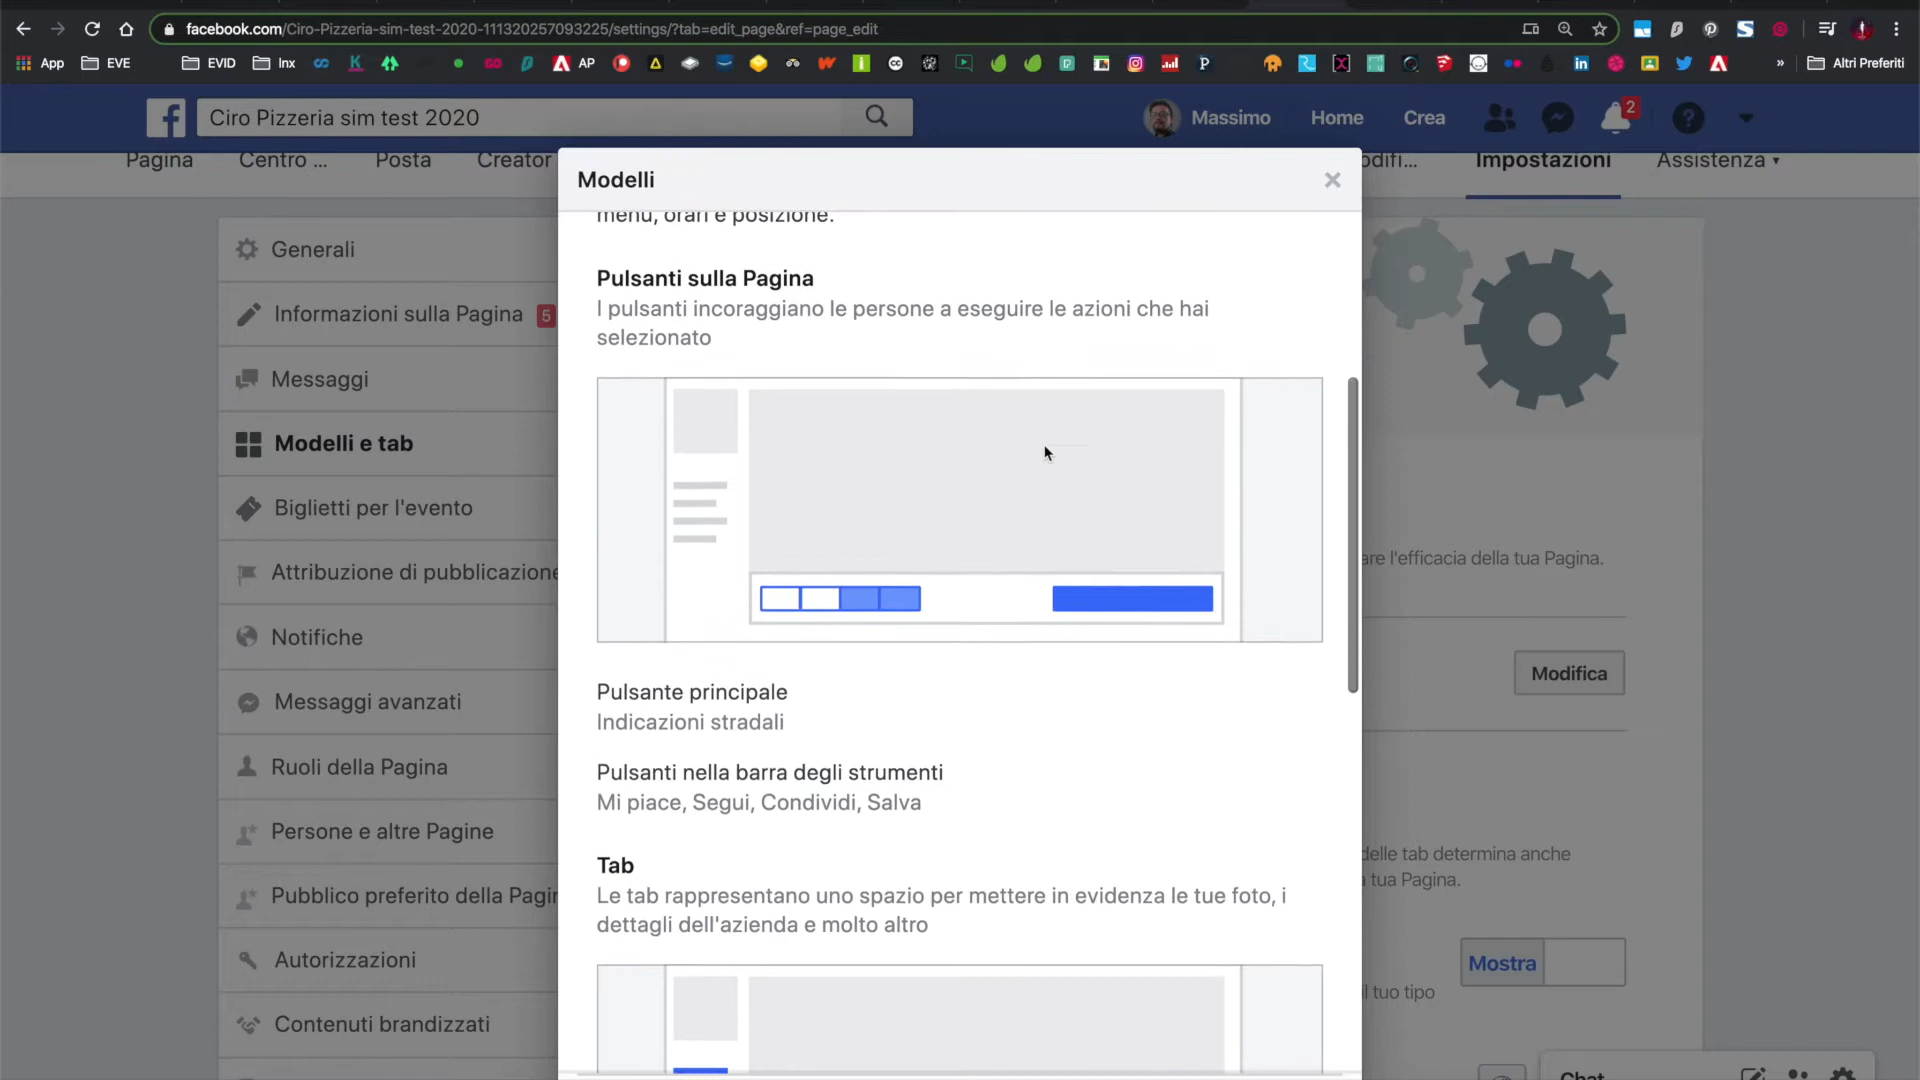 facebook.com/Ciro-Pizzeria-sim-test-2020-111320257093225/settings/?tab=edit_page&ref=page_edit
App EVE EVID Inx AP Altri Preferiti
Ciro Pizzeria sim test 2020
Massimo Home Crea 2
Pagina Centro ... Posta Creator Impostazioni Assistenza
Modelli
menu, orari e posizione.
Generali
Informazioni sulla Pagina 5
Messaggi
Modelli e tab
Biglietti per l'evento
Attribuzione di pubblicazione
Notifiche
Messaggi avanzati
Ruoli della Pagina
Persone e altre Pagine
Pubblico preferito della Pagin
Autorizzazioni
Contenuti brandizzati
Pulsanti sulla Pagina
I pulsanti incoraggiano le persone a eseguire le azioni che hai
selezionato
Pulsante principale
Indicazioni stradali
Pulsanti nella barra degli strumenti
Mi piace, Segui, Condividi, Salva
Tab
Le tab rappresentano uno spazio per mettere in evidenza le tue foto, i
dettagli dell'azienda e molto altro
are l'efficacia della tua Pagina.
Modifica
delle tab determina anche
tua Pagina.
Mostra
il tuo tipo
Chat